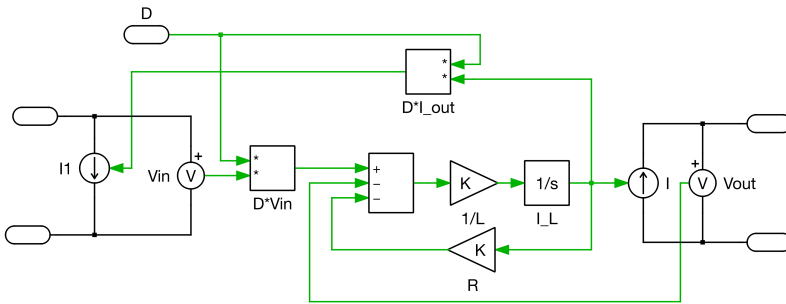 D
*
*
D*I_out
I1
Vin
+
V
*
*
D*Vin
+
−
−
K
1/L
1/s
I_L
K
R
I
+
V
Vout